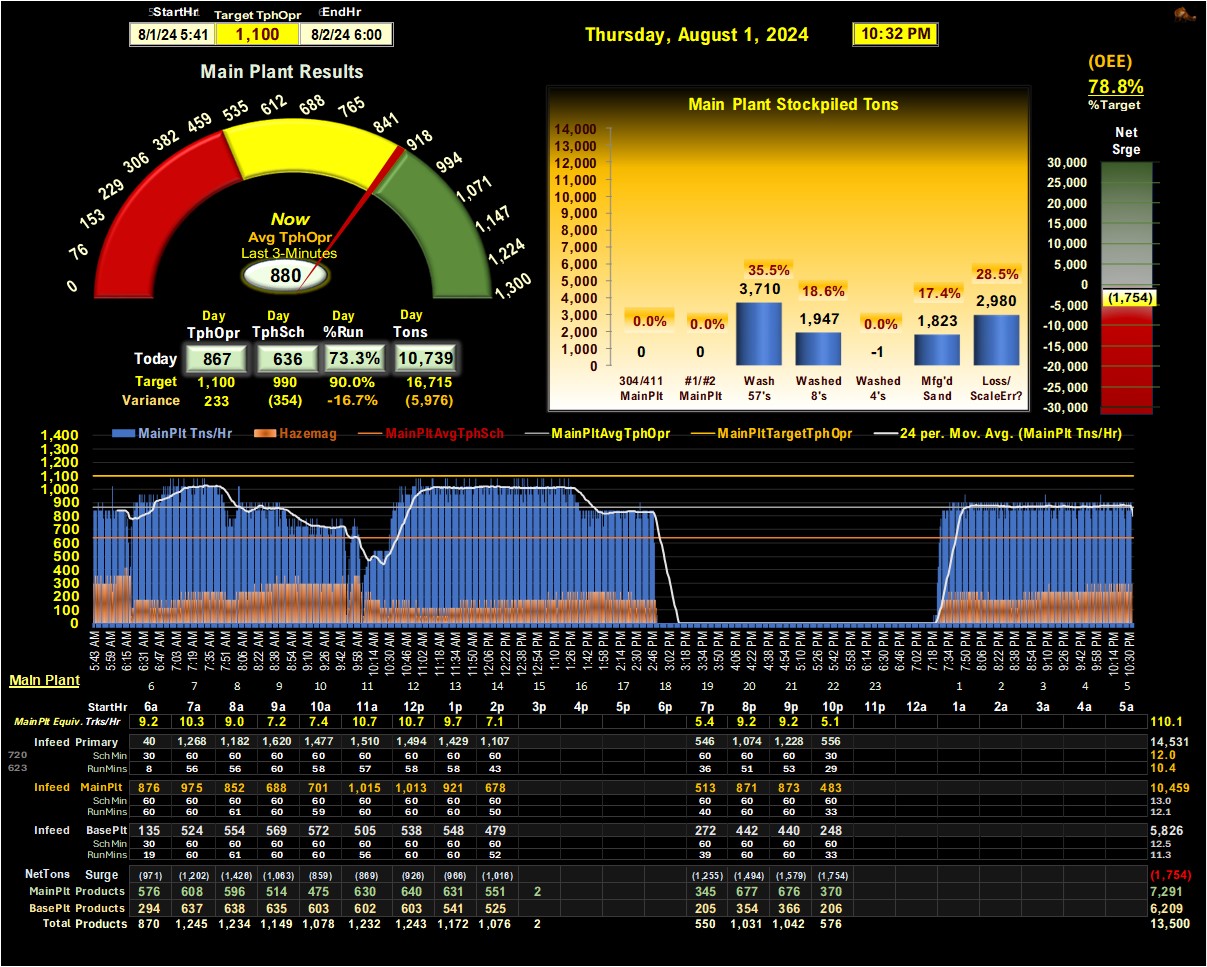 StartHr Target TphOpr EndHr
8/1/24 5:41 1,100 8/2/24 6:00
Thursday, August 1, 2024 10:32 PM
(OEE)
78.8%
%Target
Main Plant Results
0 76 153 229 306 382 459 535 612 688 765 841 918 994 1,071 1,147 1,224 1,300
Now
Avg TphOpr
Last 3-Minutes
880
Day Day Day Day
TphOpr TphSch %Run Tons
Today 867 636 73.3% 10,739
Target 1,100 990 90.0% 16,715
Variance 233 (354) -16.7% (5,976)
Main Plant Stockpiled Tons
14,000
13,000
12,000
11,000
10,000
9,000
8,000
7,000
6,000
5,000
4,000
3,000
2,000
1,000
0
0.0% 0.0% 35.5% 18.6% 0.0% 17.4% 28.5%
0 0 3,710 1,947 -1 1,823 2,980
304/411 #1/#2 Wash Washed Washed Mfg'd Loss/
MainPlt MainPlt 57's 8's 4's Sand ScaleErr?
Net
Srge
30,000
25,000
20,000
15,000
10,000
5,000
0
(1,754)
-5,000
-10,000
-15,000
-20,000
-25,000
-30,000
MainPlt Tns/Hr Hazemag MainPltAvgTphSch MainPltAvgTphOpr MainPltTargetTphOpr 24 per. Mov. Avg. (MainPlt Tns/Hr)
1,400
1,300
1,200
1,100
1,000
900
800
700
600
500
400
300
200
100
0
5:43 AM 5:59 AM 6:15 AM 6:31 AM 6:47 AM 7:03 AM 7:19 AM 7:35 AM 7:51 AM 8:06 AM 8:22 AM 8:38 AM 8:54 AM 9:10 AM 9:26 AM 9:42 AM 9:58 AM 10:14 AM 10:30 AM 10:46 AM 11:02 AM 11:18 AM 11:34 AM 11:50 AM 12:06 PM 12:22 PM 12:38 PM 12:54 PM 1:10 PM 1:26 PM 1:42 PM 1:58 PM 2:14 PM 2:30 PM 2:46 PM 3:02 PM 3:18 PM 3:34 PM 3:50 PM 4:06 PM 4:22 PM 4:38 PM 4:54 PM 5:10 PM 5:26 PM 5:42 PM 5:58 PM 6:14 PM 6:30 PM 6:46 PM 7:02 PM 7:18 PM 7:34 PM 7:50 PM 8:06 PM 8:22 PM 8:38 PM 8:54 PM 9:10 PM 9:26 PM 9:42 PM 9:58 PM 10:14 PM 10:30 PM
Main Plant 6 7 8 9 10 11 12 13 14 15 16 17 18 19 20 21 22 23 1 2 3 4 5
StartHr 6a 7a 8a 9a 10a 11a 12p 1p 2p 3p 4p 5p 6p 7p 8p 9p 10p 11p 12a 1a 2a 3a 4a 5a
MainPlt Equiv. Trks/Hr 9.2 10.3 9.0 7.2 7.4 10.7 10.7 9.7 7.1 5.4 9.2 9.2 5.1 110.1
Infeed Primary 40 1,268 1,182 1,620 1,477 1,510 1,494 1,429 1,107 546 1,074 1,228 556 14,531
720 Sch Min 30 60 60 60 60 60 60 60 60 60 60 60 30 12.0
623 RunMins 8 56 56 60 58 57 58 58 43 36 51 53 29 10.4
Infeed MainPlt 876 975 852 688 701 1,015 1,013 921 678 513 871 873 483 10,459
Sch Min 60 60 60 60 60 60 60 60 60 60 60 60 60 13.0
RunMins 60 60 61 60 59 60 60 60 50 40 60 60 33 12.1
Infeed BasePlt 135 524 554 569 572 505 538 548 479 272 442 440 248 5,826
Sch Min 30 60 60 60 60 60 60 60 60 60 60 60 60 12.5
RunMins 19 60 61 60 60 56 60 60 52 39 60 60 33 11.3
NetTons Surge (971) (1,202) (1,426) (1,063) (859) (869) (926) (966) (1,016) (1,255) (1,494) (1,579) (1,754) (1,754)
MainPlt Products 576 608 596 514 475 630 640 631 551 2 345 677 676 370 7,291
BasePlt Products 294 637 638 635 603 602 603 541 525 205 354 366 206 6,209
Total Products 870 1,245 1,234 1,149 1,078 1,232 1,243 1,172 1,076 2 550 1,031 1,042 576 13,500